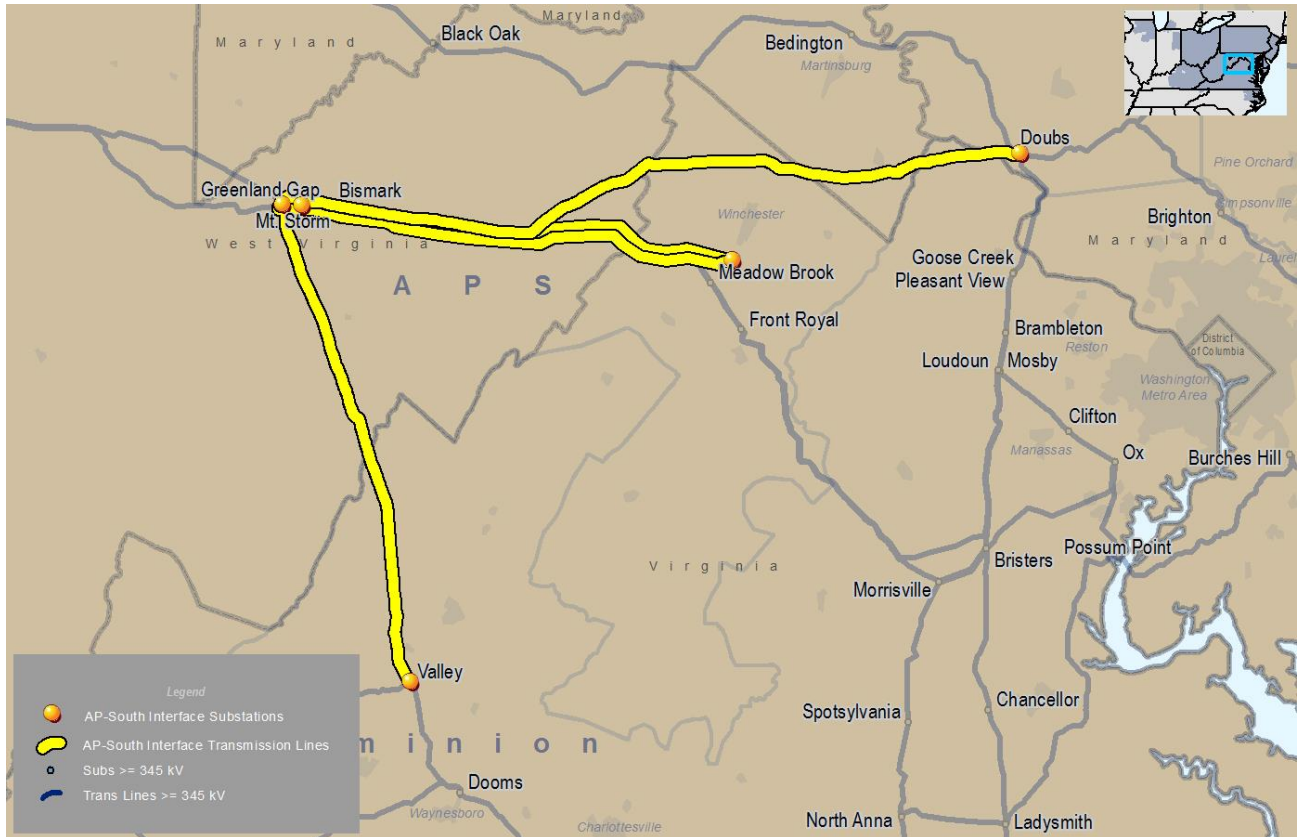 Maryland
Maryland
Black Oak
Bedington
Martinsburg
Doubs
Pine Orchard
Greenland Gap
Bismark
Mt. Storm
West Virginia
Winchester
Simpsonville
Brighton
Maryland
Laurel
APS
Meadow Brook
Goose Creek
Pleasant View
Front Royal
Brambleton
Reston
District
of Columbia
Loudoun
Mosby
Washington
Metro Area
Clifton
Manassas
Ox
Burches Hill
Virginia
Bristers
Possum Point
Morrisville
Valley
Chancellor
Spotsylvania
minion
Dooms
Waynesboro
Charlottesville
North Anna
Ladysmith
Legend
AP-South Interface Substations
AP-South Interface Transmission Lines
Subs >= 345 kV
Trans Lines >= 345 kV